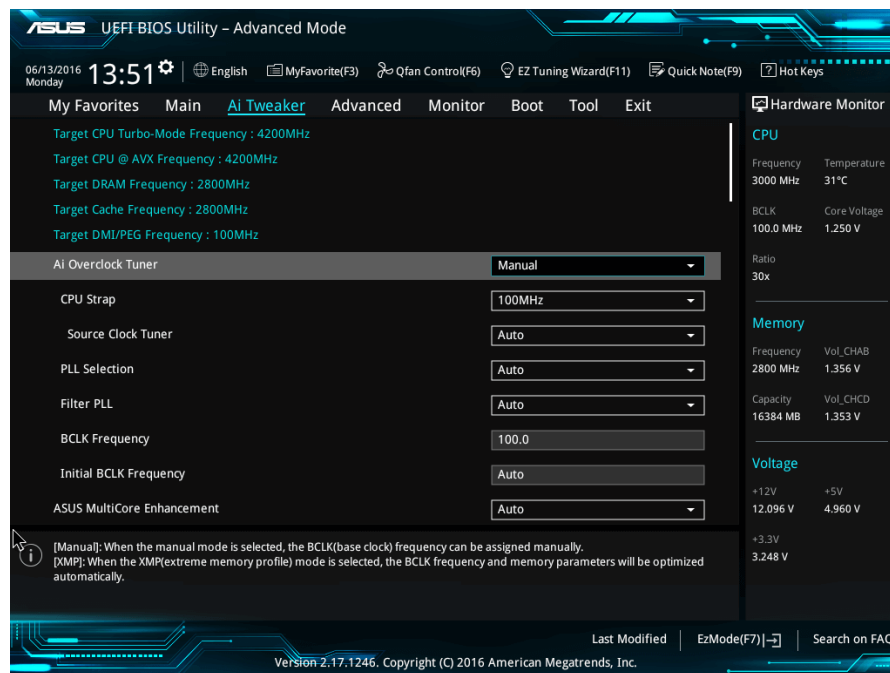 ASUS UEFI BIOS Utility – Advanced Mode
06/13/2016
Monday
13:51 English MyFavorite(F3) Qfan Control(F6) EZ Tuning Wizard(F11) Quick Note(F9) ? Hot Keys
My Favorites Main Ai Tweaker Advanced Monitor Boot Tool Exit
Target CPU Turbo-Mode Frequency : 4200MHz
Target CPU @ AVX Frequency : 4200MHz
Target DRAM Frequency : 2800MHz
Target Cache Frequency : 2800MHz
Target DMI/PEG Frequency : 100MHz
Ai Overclock Tuner Manual
CPU Strap 100MHz
Source Clock Tuner Auto
PLL Selection Auto
Filter PLL Auto
BCLK Frequency 100.0
Initial BCLK Frequency Auto
ASUS MultiCore Enhancement Auto
i
[Manual]: When the manual mode is selected, the BCLK(base clock) frequency can be assigned manually.
[XMP]: When the XMP(extreme memory profile) mode is selected, the BCLK frequency and memory parameters will be optimized
automatically.
Hardware Monitor
CPU
Frequency Temperature
3000 MHz 31°C
BCLK Core Voltage
100.0 MHz 1.250 V
Ratio
30x
Memory
Frequency Vol_CHAB
2800 MHz 1.356 V
Capacity Vol_CHCD
16384 MB 1.353 V
Voltage
+12V +5V
12.096 V 4.960 V
+3.3V
3.248 V
Last Modified EzMode(F7) Search on FAQ
Version 2.17.1246. Copyright (C) 2016 American Megatrends, Inc.